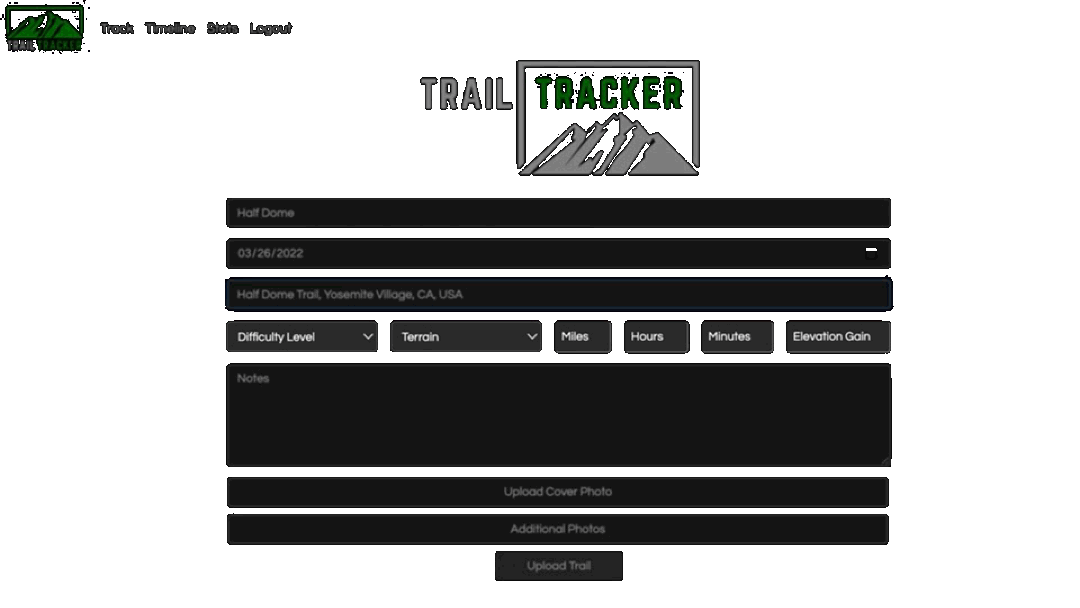 TRAIL TRACKER Track Timeline Stats Logout
TRAIL TRACKER
Half Dome
03/26/2022
Half Dome Trail, Yosemite Village, CA, USA
Difficulty Level Terrain Miles Hours Minutes Elevation Gain
Notes
Upload Cover Photo
Additional Photos
Upload Trail